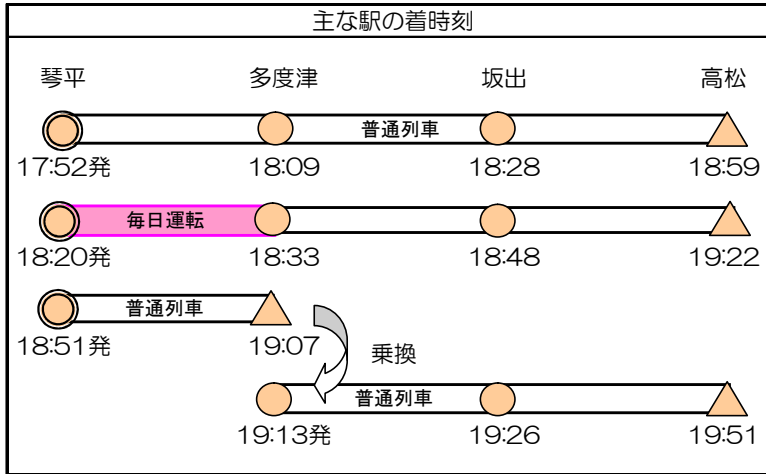 主な駅の着時刻
琴平 多度津 坂出 高松
普通列車
17:52発 18:09 18:28 18:59
毎日運転
18:20発 18:33 18:48 19:22
普通列車
18:51発 19:07 乗換
普通列車
19:13発 19:26 19:51